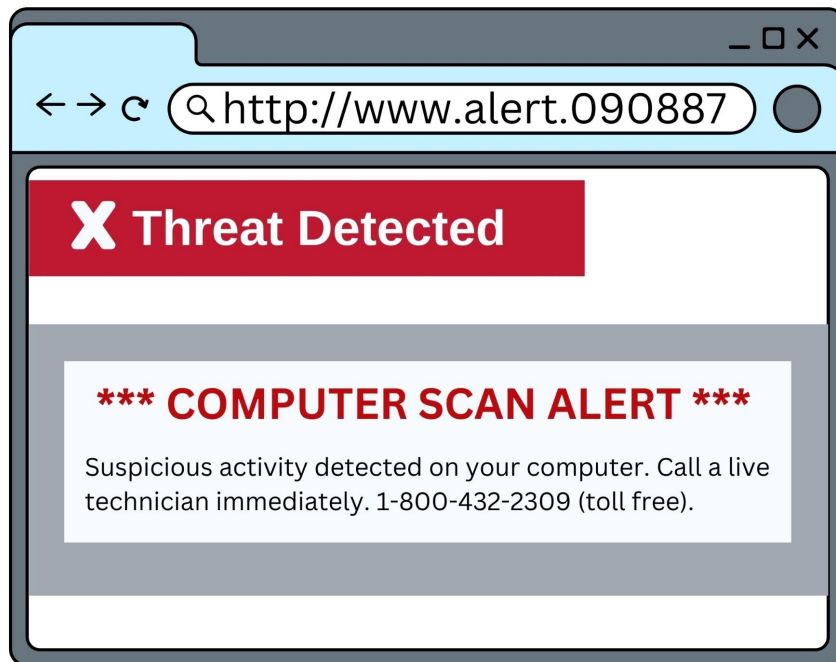 http://www.alert.090887
X Threat Detected
*** COMPUTER SCAN ALERT ***
Suspicious activity detected on your computer. Call a live
technician immediately. 1-800-432-2309 (toll free).